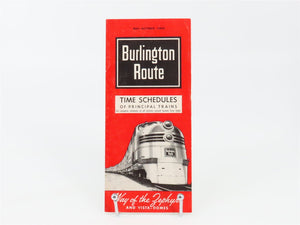 Burlington
Route
TIME SCHEDULES
OF PRINCIPAL TRAINS
Way of the Zephyrs
AND VISTA-DOMES